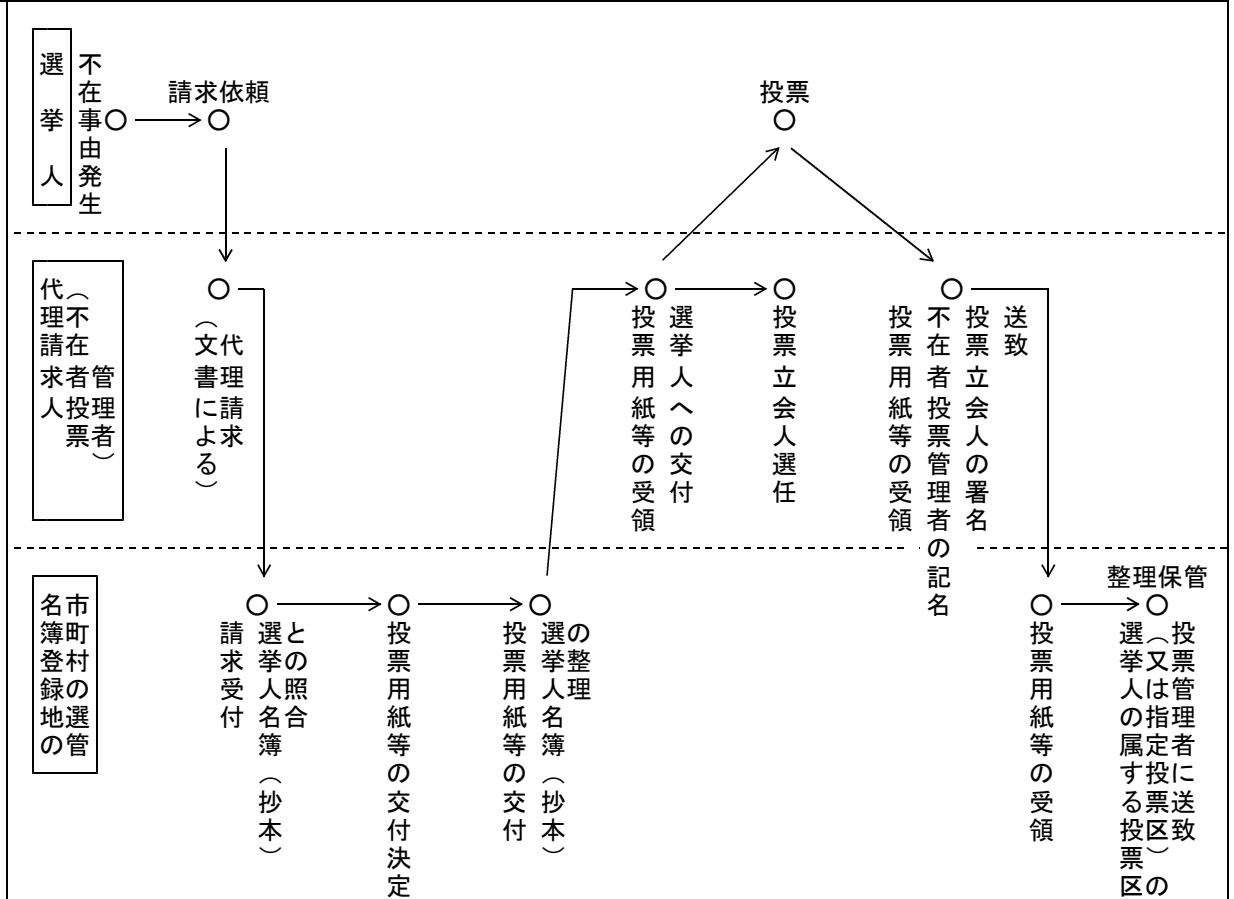 選挙人
不在事由発生
請求依頼
投票
代理請求人
（不在者投票
管理者）
代理請求
（文書による）
投票用紙等の受領
選挙人への交付
投票立会人選任
投票用紙等の受領
不在者投票管理者の記名
投票立会人の署名
送致
名簿登録地の
市町村の選管
請求受付
選挙人名簿（抄本）
との照合
投票用紙等の交付決定
投票用紙等の交付
選挙人名簿（抄本）
の整理
投票用紙等の受領
整理保管
選挙人の属する投票区
（又は指定投票区）の
投票管理者に送致